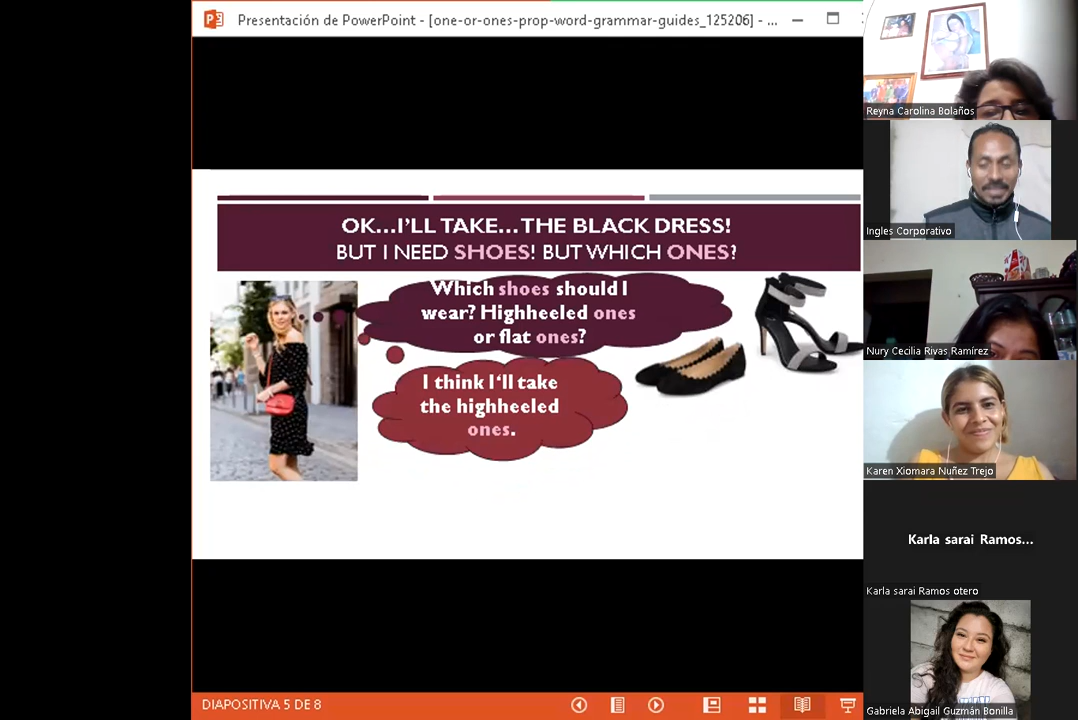 Presentación de PowerPoint - [one-or-ones-prop-word-grammar-guides_125206] - ...
OK...I'LL TAKE...THE BLACK DRESS!
BUT I NEED SHOES! BUT WHICH ONES?
Which shoes should I
wear? Highheeled ones
or flat ones?
I think I'll take
the highheeled
ones.
DIAPOSITIVA 5 DE 8
Reyna Carolina Bolaños
Ingles Corporativo
Nury Cecilia Rivas Ramírez
Karen Xiomara Nuñez Trejo
Karla sarai Ramos...
Karla sarai Ramos otero
Gabriela Abigail Guzmán Bonilla